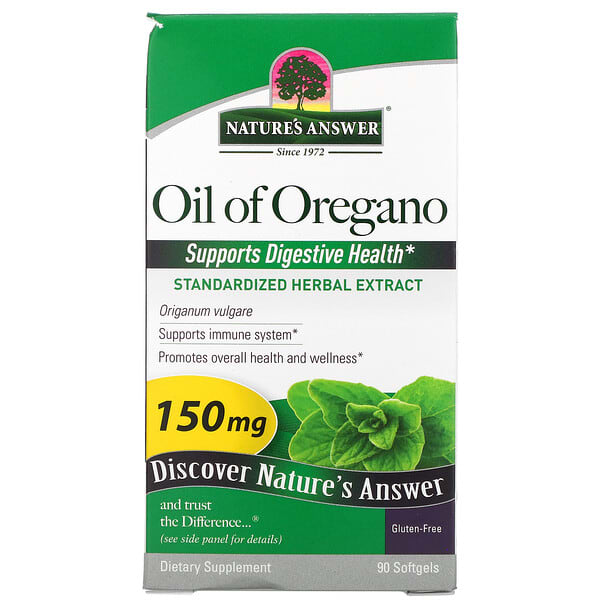 NATURE'S ANSWER®
Since 1972
Oil of Oregano
Supports Digestive Health*
STANDARDIZED HERBAL EXTRACT
Origanum vulgare
Supports immune system*
Promotes overall health and wellness*
150mg
Discover Nature's Answer
and trust
the Difference...®
(see side panel for details)
Gluten-Free
Dietary Supplement
90 Softgels